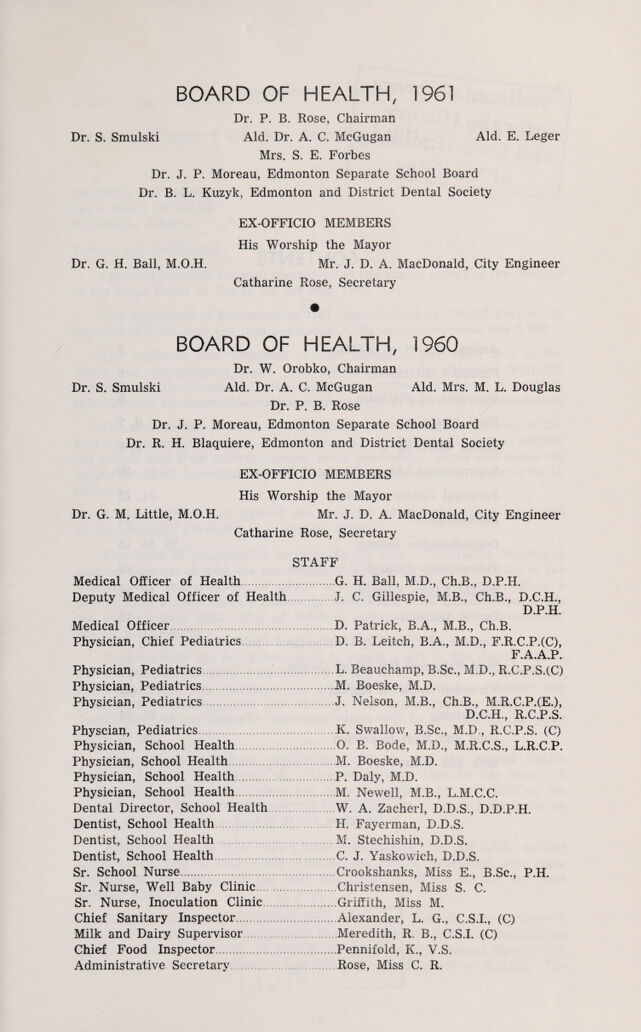 BOARD OF HEALTH, 1961
Dr. P. B. Rose, Chairman
Dr. S. Smulski Ald. Dr. A. C. McGugan Ald. E. Leger
Mrs. S. E. Forbes
Dr. J. P. Moreau, Edmonton Separate School Board
Dr. B. L. Kuzyk, Edmonton and District Dental Society
EX-OFFICIO MEMBERS
His Worship the Mayor
Dr. G. H. Ball, M.O.H. Mr. J. D. A. MacDonald, City Engineer
Catharine Rose, Secretary
●
BOARD OF HEALTH, 1960
Dr. W. Orobko, Chairman
Dr. S. Smulski Ald. Dr. A. C. McGugan Ald. Mrs. M. L. Douglas
Dr. P. B. Rose
Dr. J. P. Moreau, Edmonton Separate School Board
Dr. R. H. Blaquiere, Edmonton and District Dental Society
EX-OFFICIO MEMBERS
His Worship the Mayor
Dr. G. M. Little, M.O.H. Mr. J. D. A. MacDonald, City Engineer
Catharine Rose, Secretary
STAFF
Medical Officer of Health..........G. H. Ball, M.D., Ch.B., D.P.H.
Deputy Medical Officer of Health..........J. C. Gillespie, M.B., Ch.B., D.C.H.,
D.P.H.
Medical Officer..........D. Patrick, B.A., M.B., Ch.B.
Physician, Chief Pediatrics..........D. B. Leitch, B.A., M.D., F.R.C.P.(C),
F.A.A.P.
Physician, Pediatrics..........L. Beauchamp, B.Sc., M.D., R.C.P.S.(C)
Physician, Pediatrics..........M. Boeske, M.D.
Physician, Pediatrics..........J. Nelson, M.B., Ch.B., M.R.C.P.(E.),
D.C.H., R.C.P.S.
Physcian, Pediatrics..........K. Swallow, B.Sc., M.D., R.C.P.S. (C)
Physician, School Health..........O. B. Bode, M.D., M.R.C.S., L.R.C.P.
Physician, School Health..........M. Boeske, M.D.
Physician, School Health..........P. Daly, M.D.
Physician, School Health..........M. Newell, M.B., L.M.C.C.
Dental Director, School Health..........W. A. Zacherl, D.D.S., D.D.P.H.
Dentist, School Health..........H. Fayerman, D.D.S.
Dentist, School Health..........M. Stechishin, D.D.S.
Dentist, School Health..........C. J. Yaskowich, D.D.S.
Sr. School Nurse..........Crookshanks, Miss E., B.Sc., P.H.
Sr. Nurse, Well Baby Clinic..........Christensen, Miss S. C.
Sr. Nurse, Inoculation Clinic..........Griffith, Miss M.
Chief Sanitary Inspector..........Alexander, L. G., C.S.I., (C)
Milk and Dairy Supervisor..........Meredith, R. B., C.S.I. (C)
Chief Food Inspector..........Pennifold, K., V.S.
Administrative Secretary..........Rose, Miss C. R.